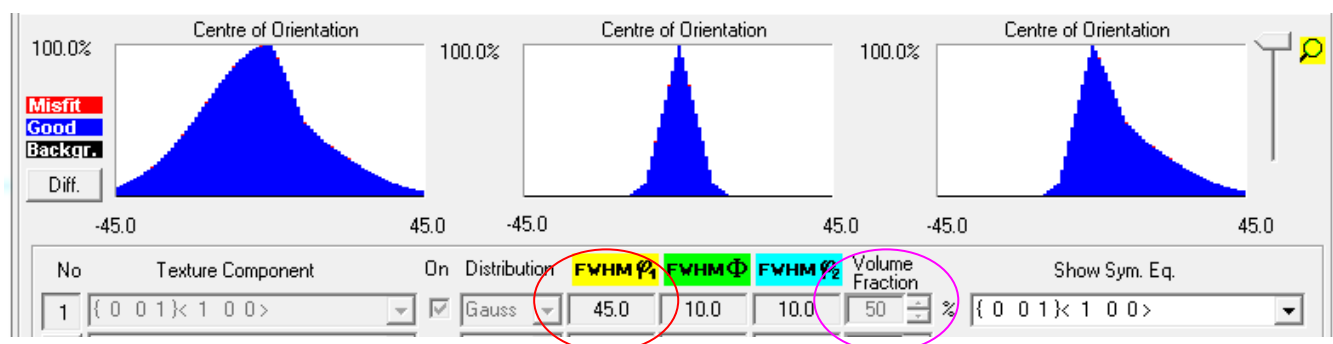 Centre of Orientation Centre of Orientation Centre of Orientation
100.0% 100.0% 100.0%
Misfit
Good
Backgr.
Diff.
-45.0 45.0 -45.0 45.0 -45.0 45.0
No Texture Component On Distribution FWHM φ1 FWHM Φ FWHM φ2 Volume Fraction Show Sym. Eq.
1 { 0 0 1}< 1 0 0> Gauss 45.0 10.0 10.0 50 % { 0 0 1}< 1 0 0>